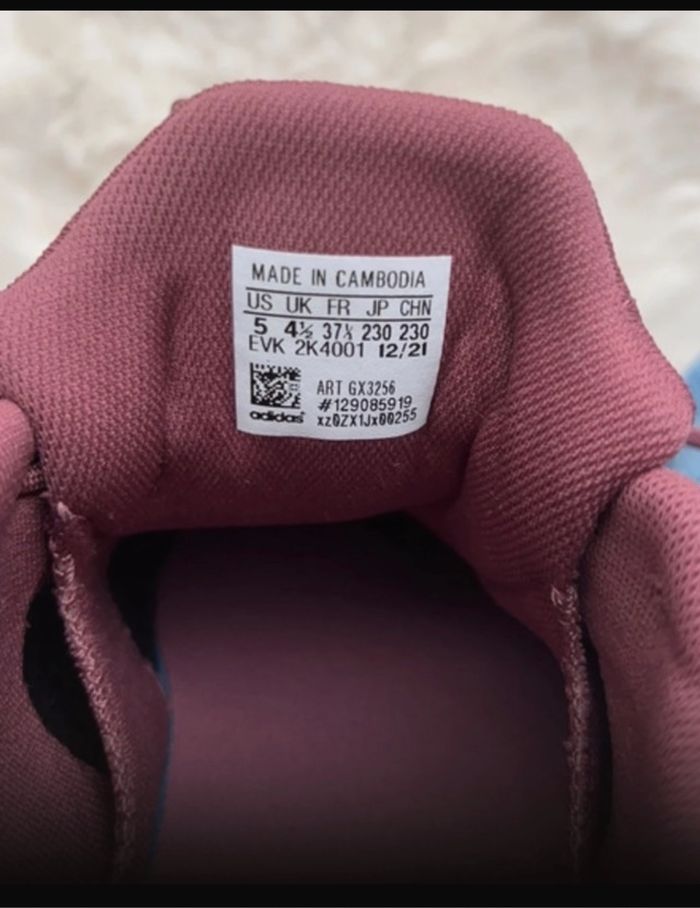 MADE IN CAMBODIA
US UK FR JP CHN
5 4½ 37⅓ 230 230
EVK 2K4001 12/21
ART GX3256
#129085919
adidas xz0ZX1Jx00255